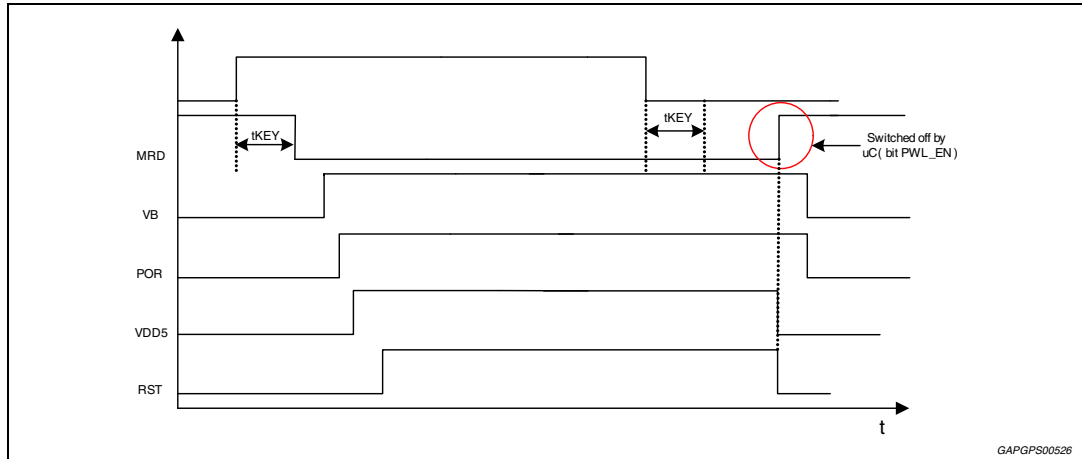 tKEY
tKEY
MRD
Switched off by
uC( bit PWL_EN)
VB
POR
VDD5
RST
t
GAPGPS00526